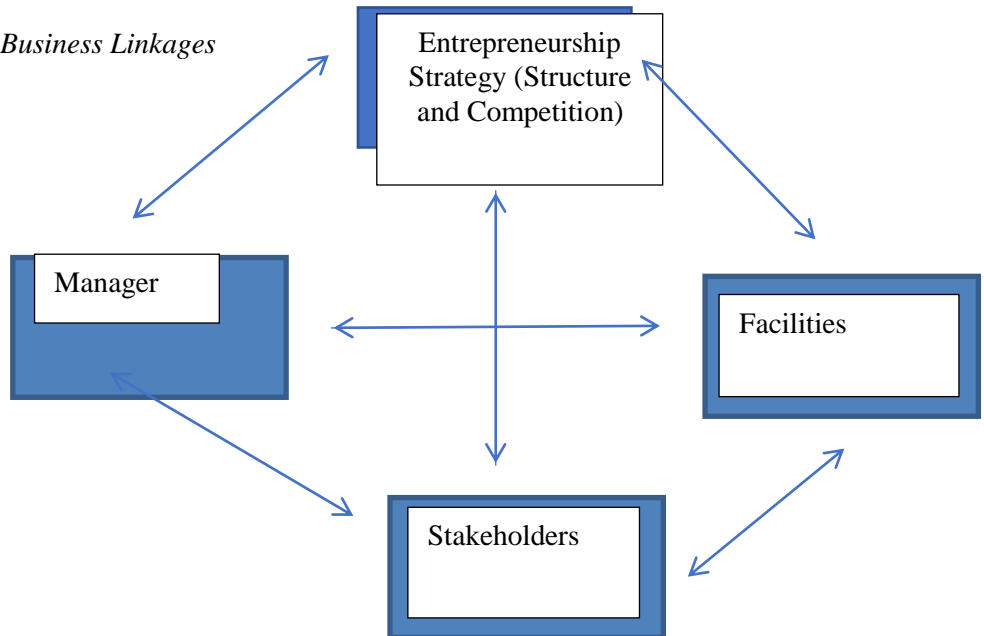 Business Linkages
Entrepreneurship
Strategy (Structure
and Competition)
Manager
Facilities
Stakeholders